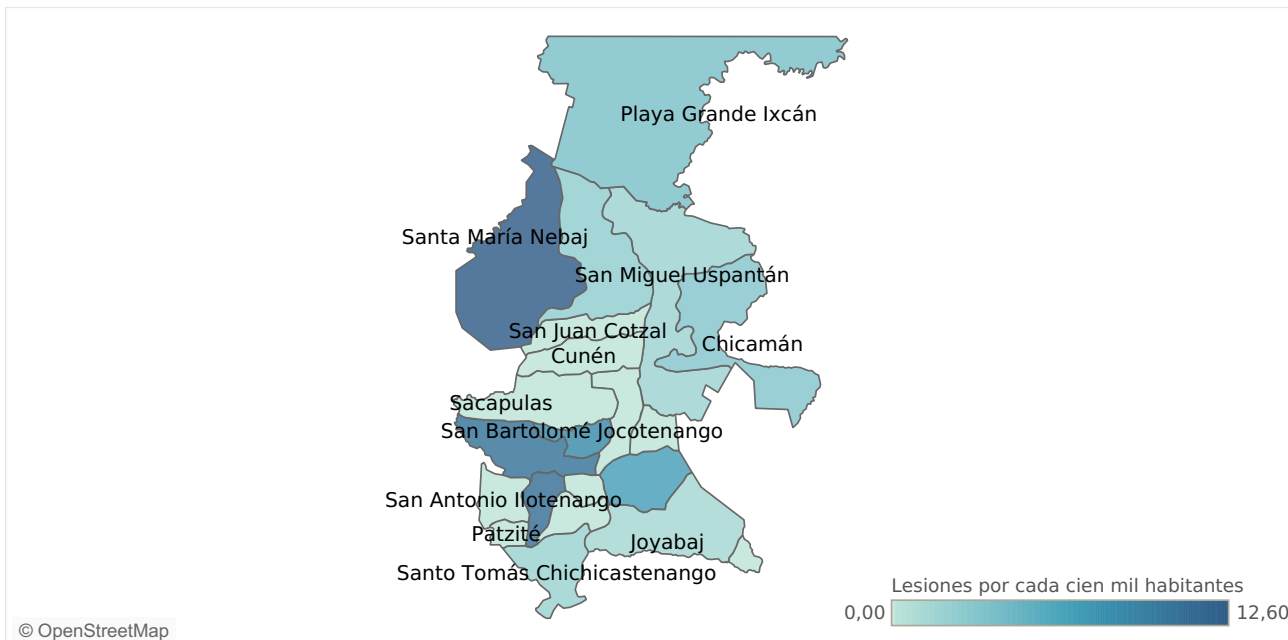 Playa Grande Ixcán
Santa María Nebaj
San Miguel Uspantán
San Juan Cotzal
Chicamán
Cunén
Sacapulas
San Bartolomé Jocotenango
San Antonio Ilotenango
Patzité
Joyabaj
Santo Tomás Chichicastenango
Lesiones por cada cien mil habitantes
0,00
12,60
© OpenStreetMap